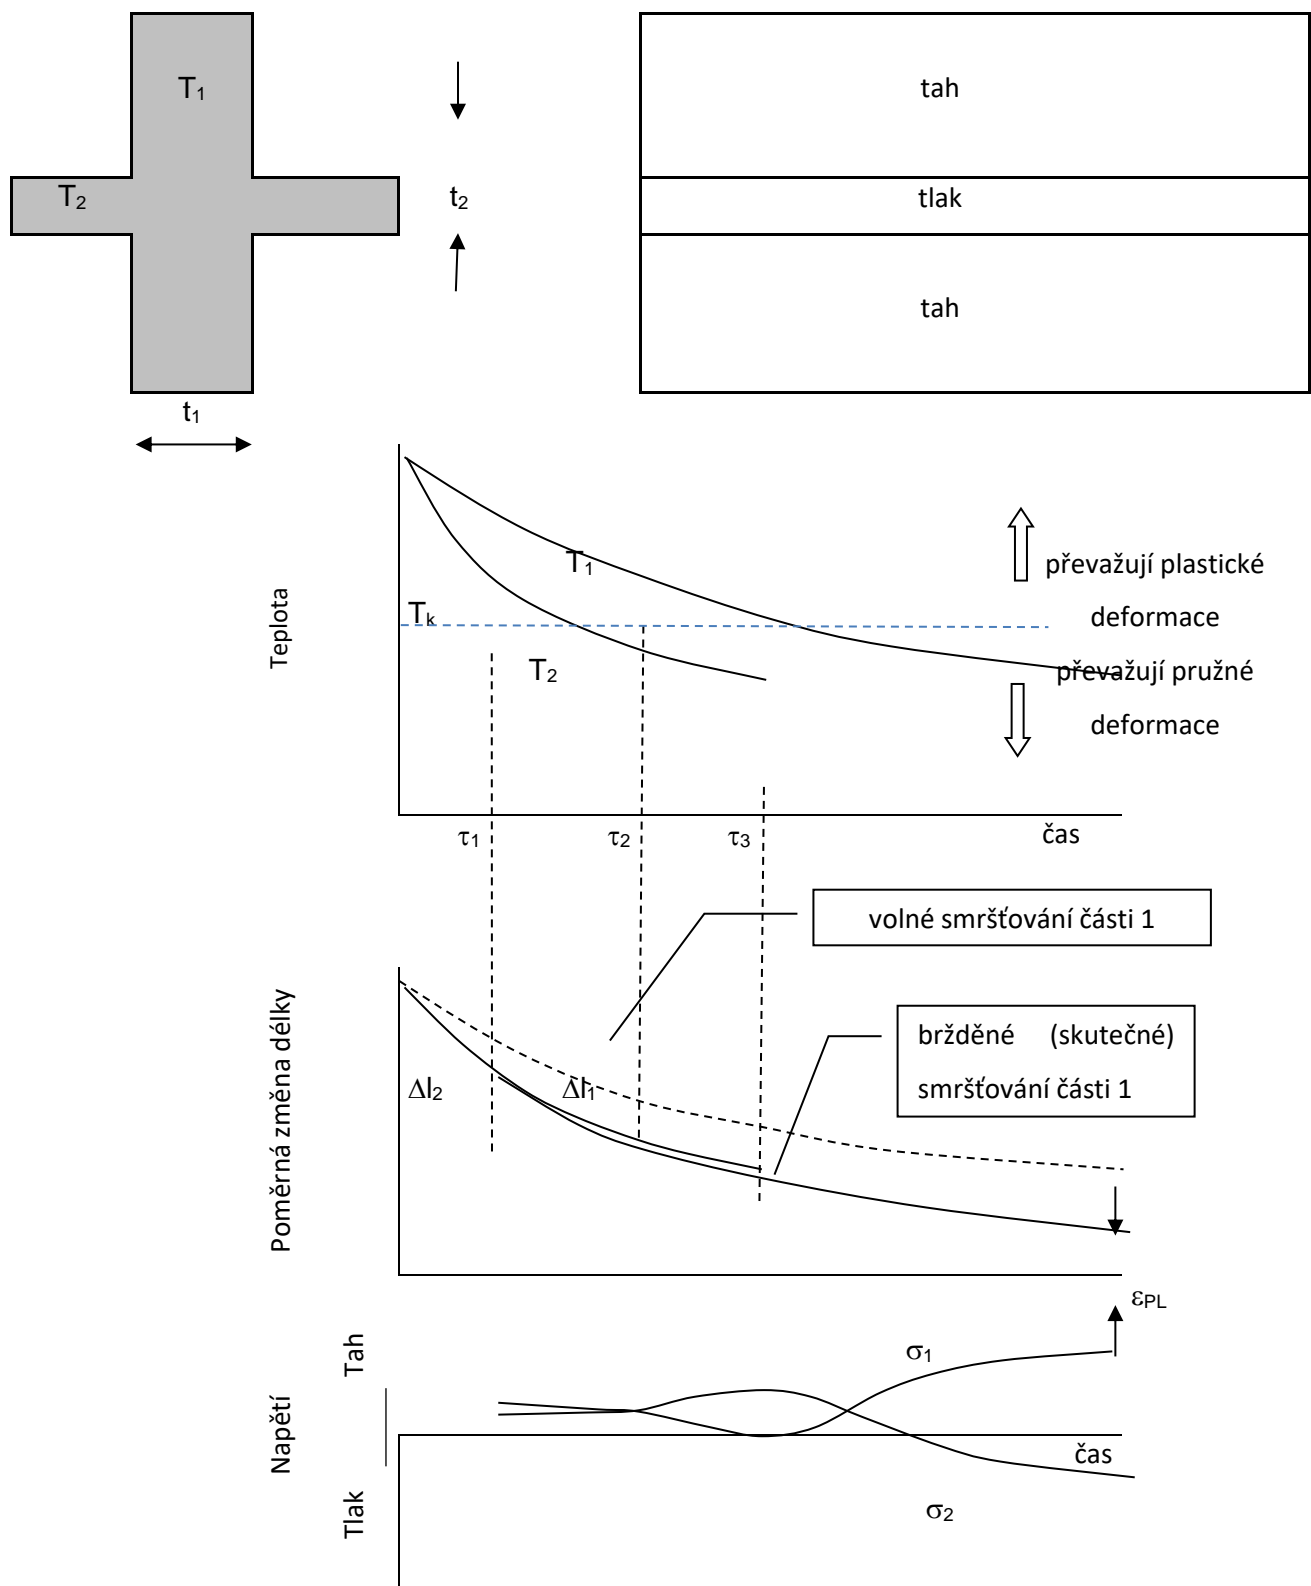 T1
tah
T2
t2
tlak
tah
t1
Teplota
T1
Tk
T2
převažují plastické
deformace
převažují pružné
deformace
τ1
τ2
τ3
čas
volné smršťování části 1
Poměrná změna délky
Δl2
Δl1
bržděné (skutečné)
smršťování části 1
εPL
Napětí
Tah
Tlak
σ1
čas
σ2